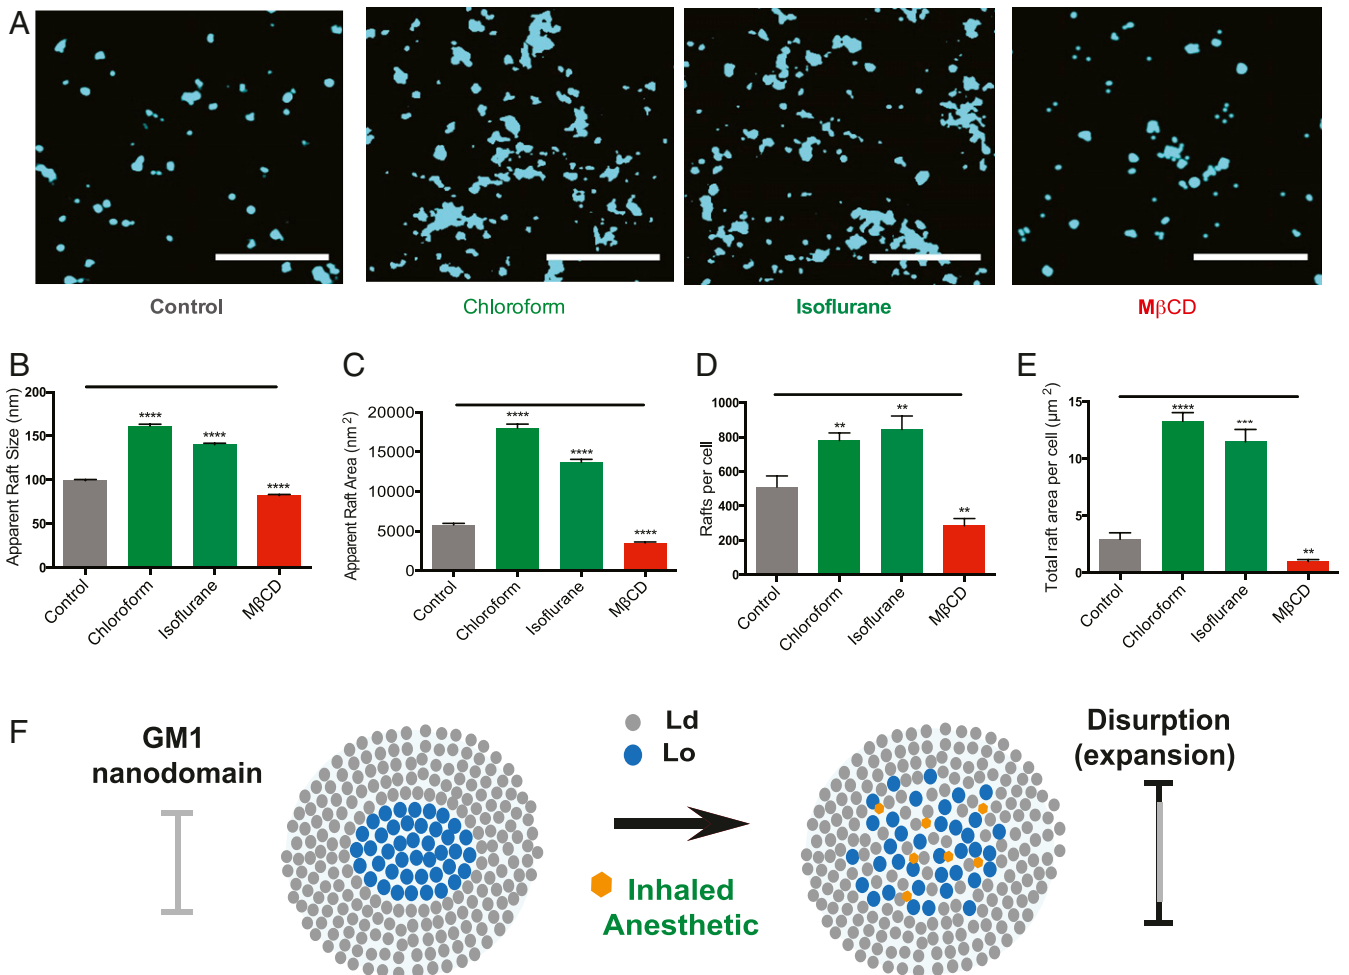 A
Control
Chloroform
Isoflurane
MβCD
B
Apparent Raft Size (nm)
200
150
100
50
0
****
****
****
Control
Chloroform
Isoflurane
MβCD
C
Apparent Raft Area (nm²)
20000
15000
10000
5000
0
****
****
****
Control
Chloroform
Isoflurane
MβCD
D
Rafts per cell
1000
800
600
400
200
0
**
**
**
Control
Chloroform
Isoflurane
MβCD
E
Total raft area per cell (µm ²)
15
10
5
0
****
***
**
Control
Chloroform
Isoflurane
MβCD
F
GM1
nanodomain
Ld
Lo
Inhaled
Anesthetic
Disurption
(expansion)